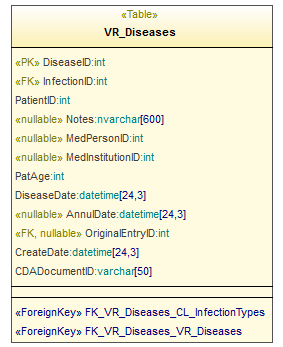 «Table»
VR_Diseases
«PK» DiseaseID:int
«FK» InfectionID:int
PatientID:int
«nullable» Notes:nvarchar[600]
«nullable» MedPersonID:int
«nullable» MedInstitutionID:int
PatAge:int
DiseaseDate:datetime[24,3]
«nullable» AnnulDate:datetime[24,3]
«FK, nullable» OriginalEntryID:int
CreateDate:datetime[24,3]
CDADocumentID:varchar[50]
«ForeignKey» FK_VR_Diseases_CL_InfectionTypes
«ForeignKey» FK_VR_Diseases_VR_Diseases